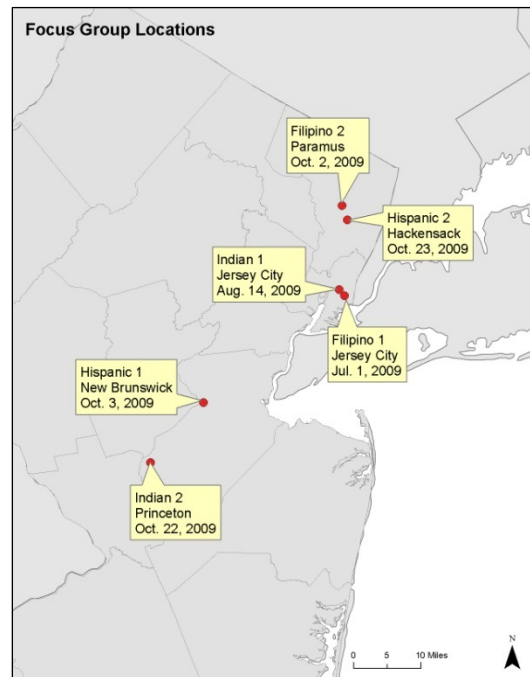 Focus Group Locations
Filipino 2
Paramus
Oct. 2, 2009
Hispanic 2
Hackensack
Oct. 23, 2009
Indian 1
Jersey City
Aug. 14, 2009
Filipino 1
Jersey City
Jul. 1, 2009
Hispanic 1
New Brunswick
Oct. 3, 2009
Indian 2
Princeton
Oct. 22, 2009
0 5 10 Miles
N